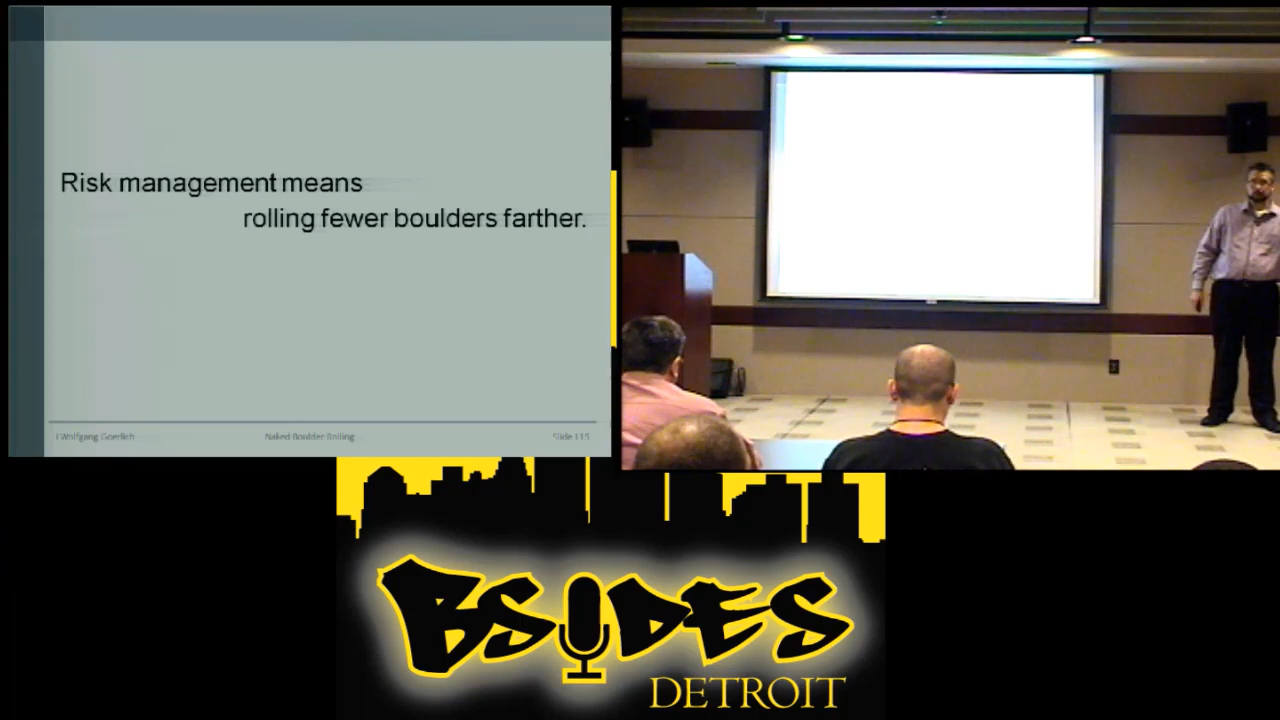 Risk management means
rolling fewer boulders farther.
J Wolfgang Goerlich
Naked Boulder Rolling
Slide 115
BSIDES
DETROIT